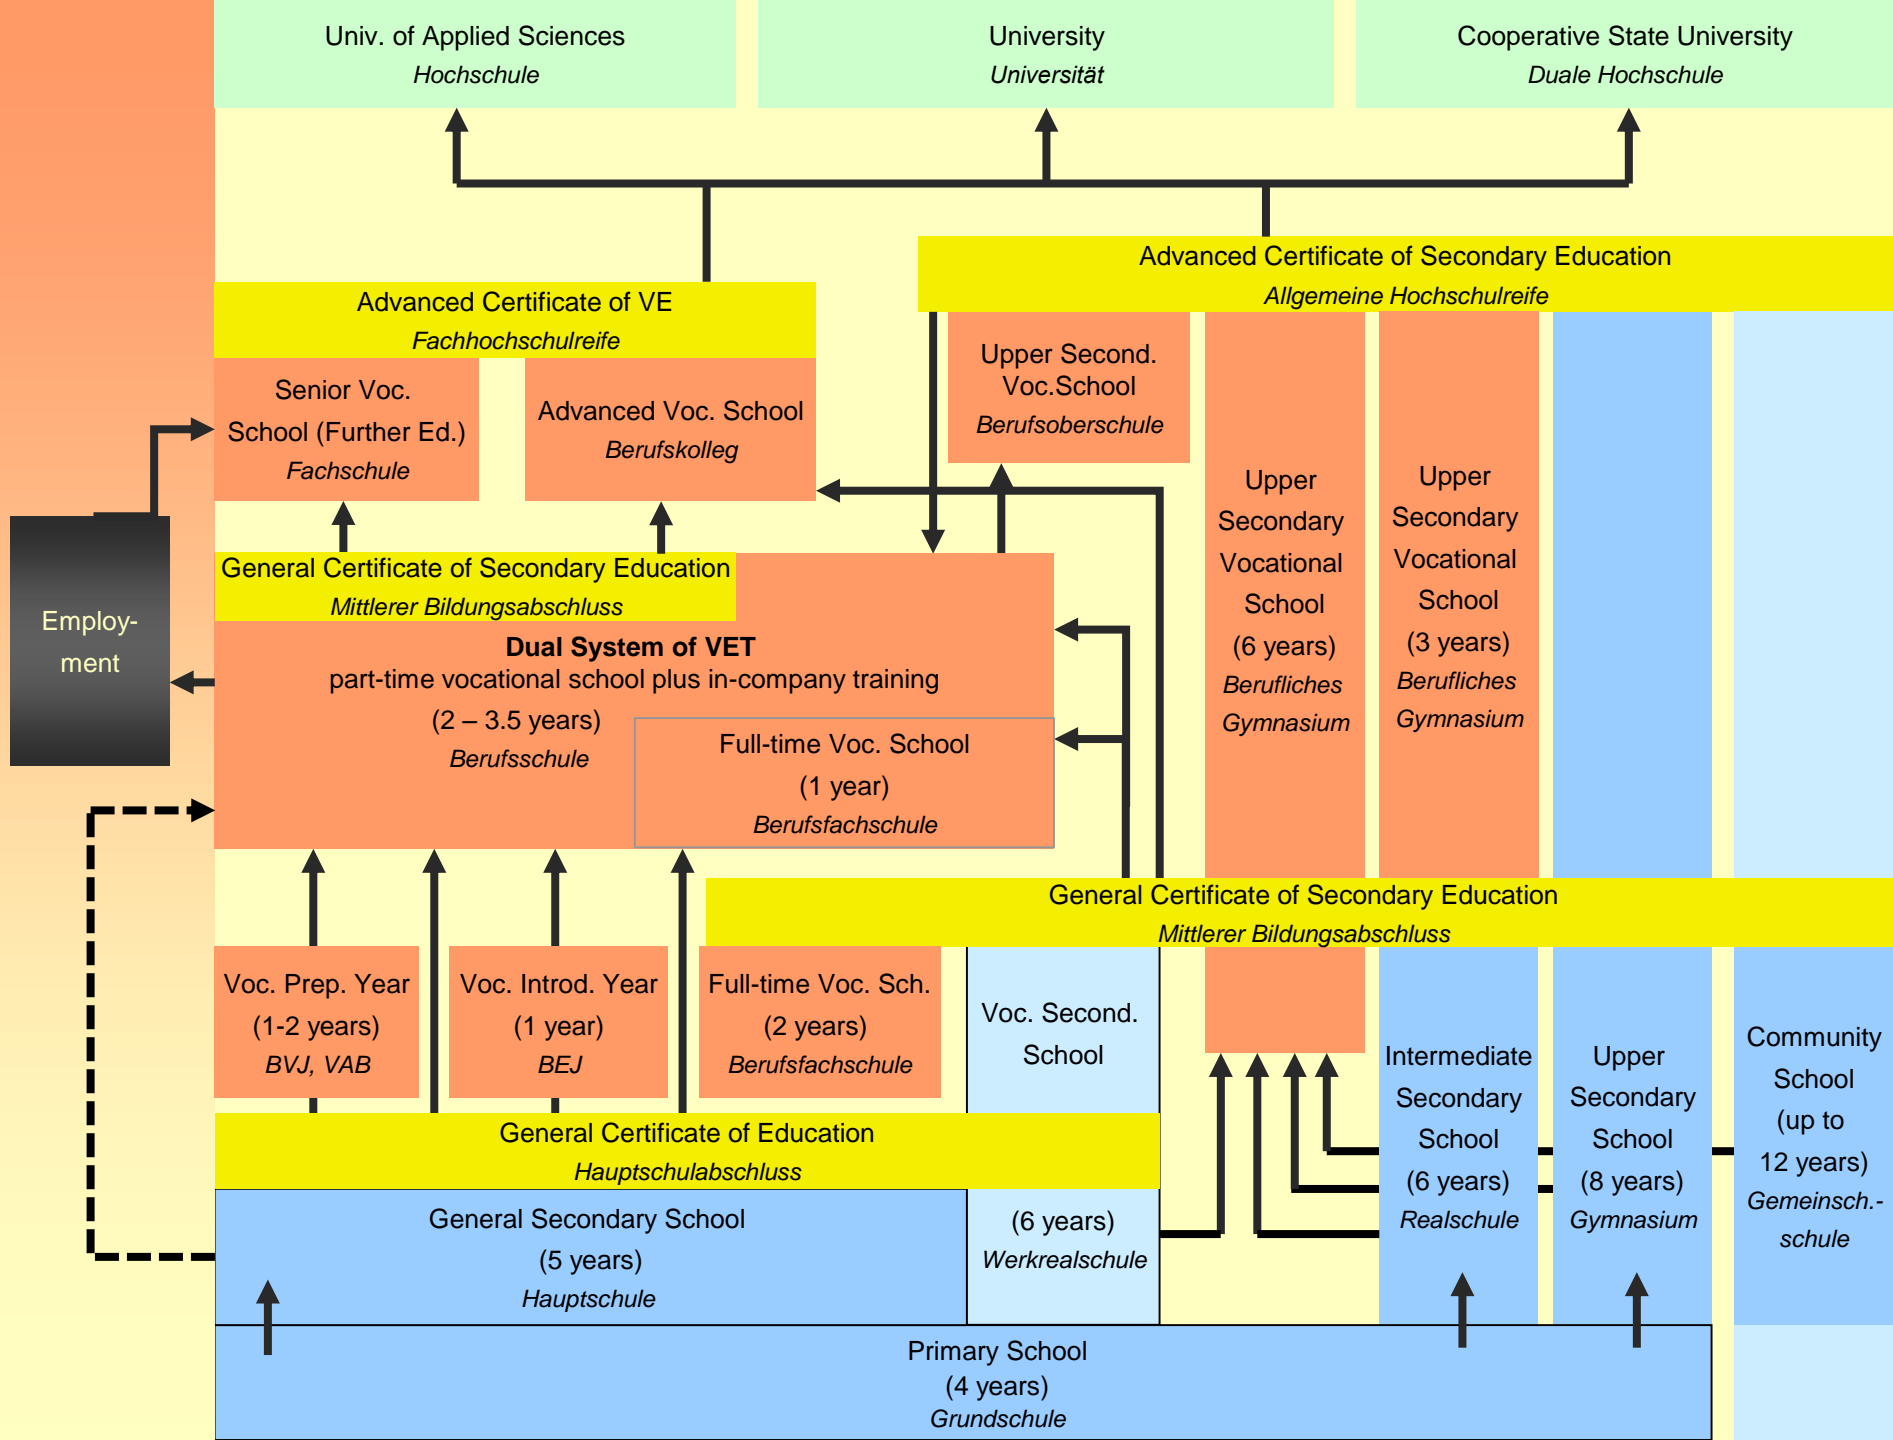 Univ. of Applied Sciences
Hochschule
University
Universität
Cooperative State University
Duale Hochschule
Advanced Certificate of Secondary Education
Allgemeine Hochschulreife
Advanced Certificate of VE
Fachhochschulreife
Senior Voc.
School (Further Ed.)
Fachschule
Advanced Voc. School
Berufskolleg
Upper Second.
Voc.School
Berufsoberschule
Upper
Secondary
Vocational
School
(6 years)
Berufliches
Gymnasium
Upper
Secondary
Vocational
School
(3 years)
Berufliches
Gymnasium
General Certificate of Secondary Education
Mittlerer Bildungsabschluss
Employ-
ment
Dual System of VET
part-time vocational school plus in-company training
(2 – 3.5 years)
Berufsschule
Full-time Voc. School
(1 year)
Berufsfachschule
General Certificate of Secondary Education
Mittlerer Bildungsabschluss
Voc. Prep. Year
(1-2 years)
BVJ, VAB
Voc. Introd. Year
(1 year)
BEJ
Full-time Voc. Sch.
(2 years)
Berufsfachschule
Voc. Second.
School
(6 years)
Werkrealschule
Intermediate
Secondary
School
(6 years)
Realschule
Upper
Secondary
School
(8 years)
Gymnasium
Community
School
(up to
12 years)
Gemeinsch.-
schule
General Certificate of Education
Hauptschulabschluss
General Secondary School
(5 years)
Hauptschule
Primary School
(4 years)
Grundschule